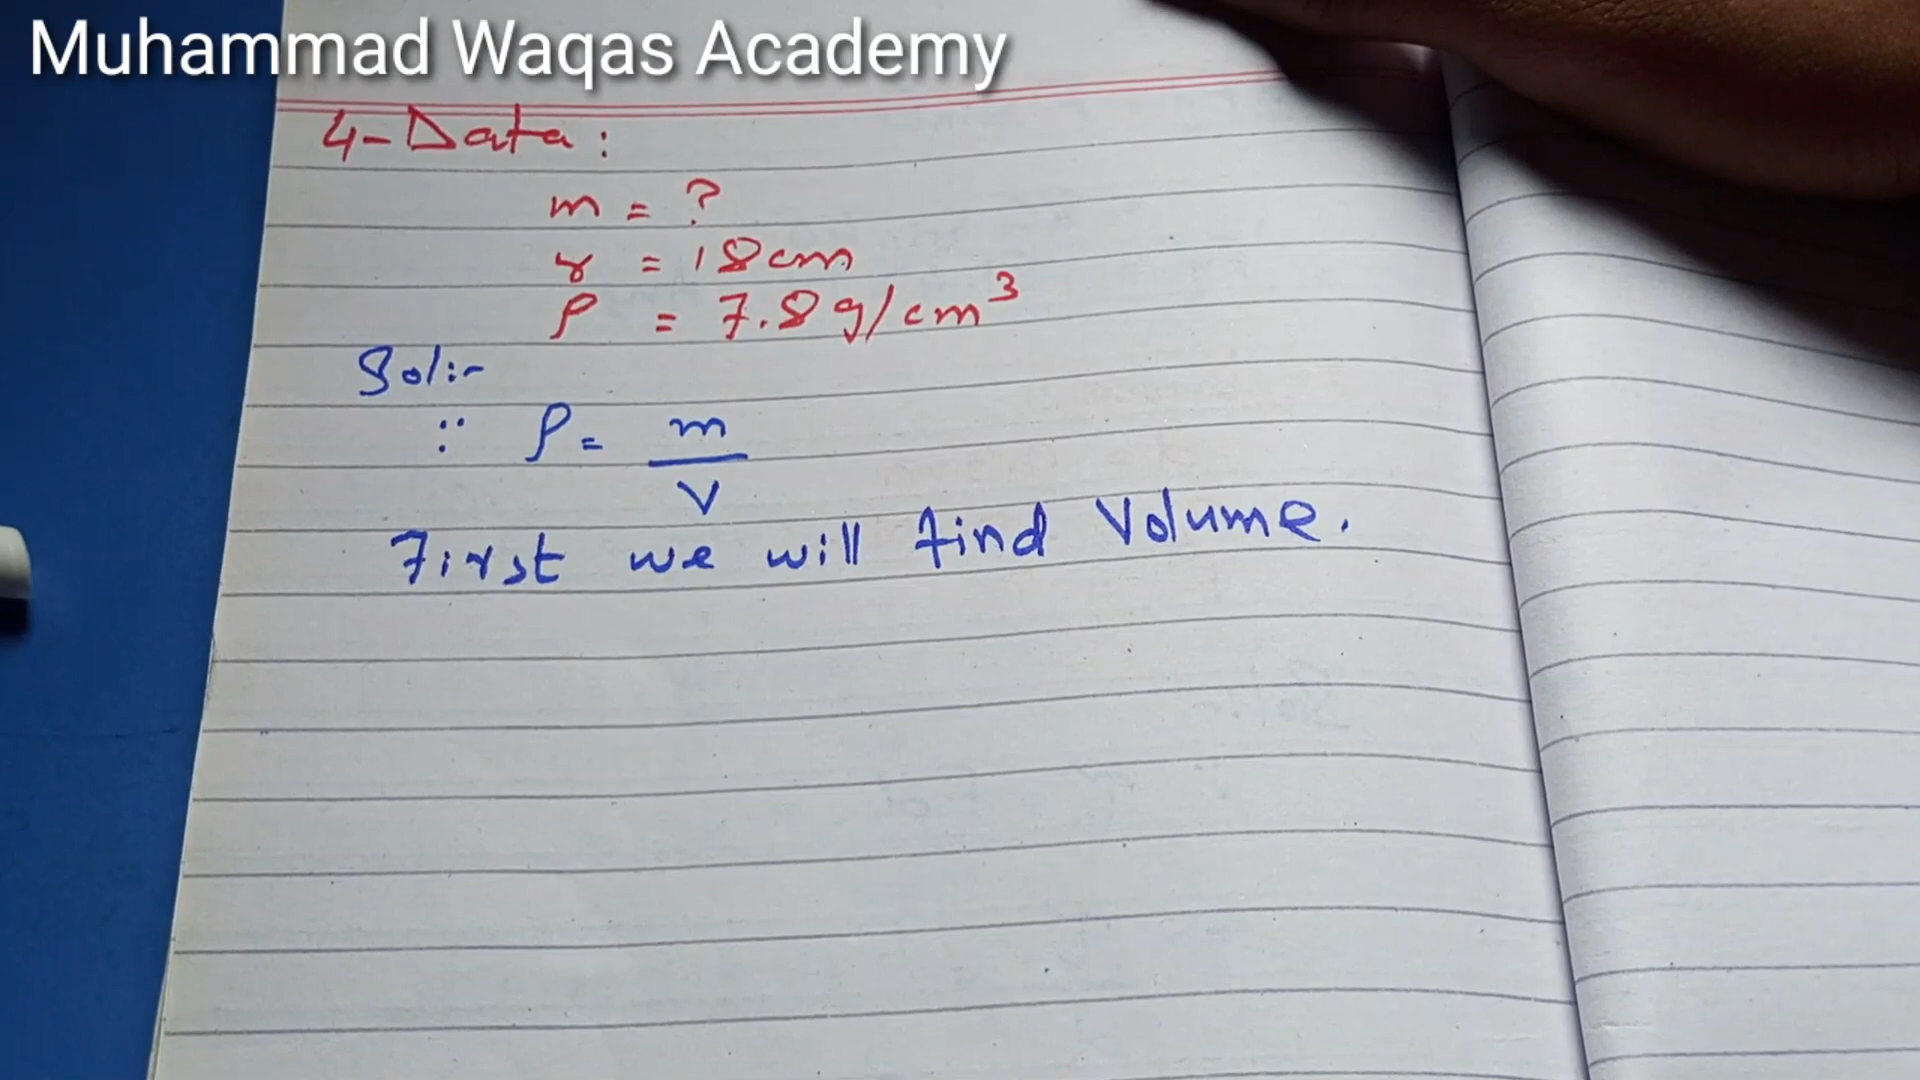 Muhammad Waqas Academy
4- Data:
m = ?
r = 18cm
ρ = 7.8g/cm³
Sol:-
∵ ρ = m/V
First we will find Volume.